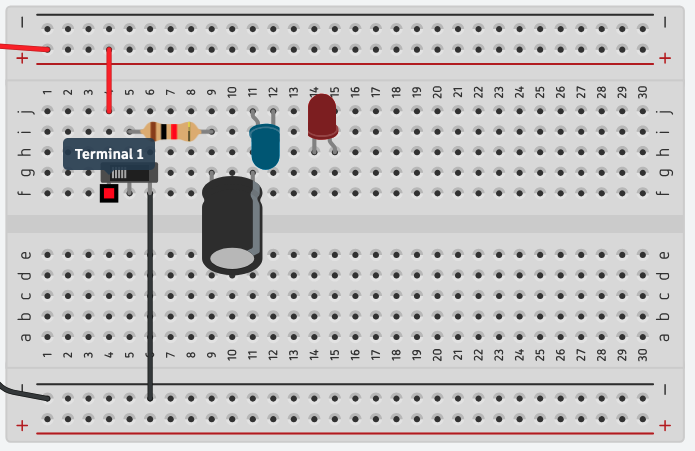 − −
+ +
1 2 3 4 5 6 7 8 9 10 11 12 13 14 15 16 17 18 19 20 21 22 23 24 25 26 27 28 29 30
j j
i i
h
Terminal 1
g g
f f
e e
d d
c c
b b
a a
1 2 3 4 5 6 7 8 9 10 11 12 13 14 15 16 17 18 19 20 21 22 23 24 25 26 27 28 29 30
− −
+ +